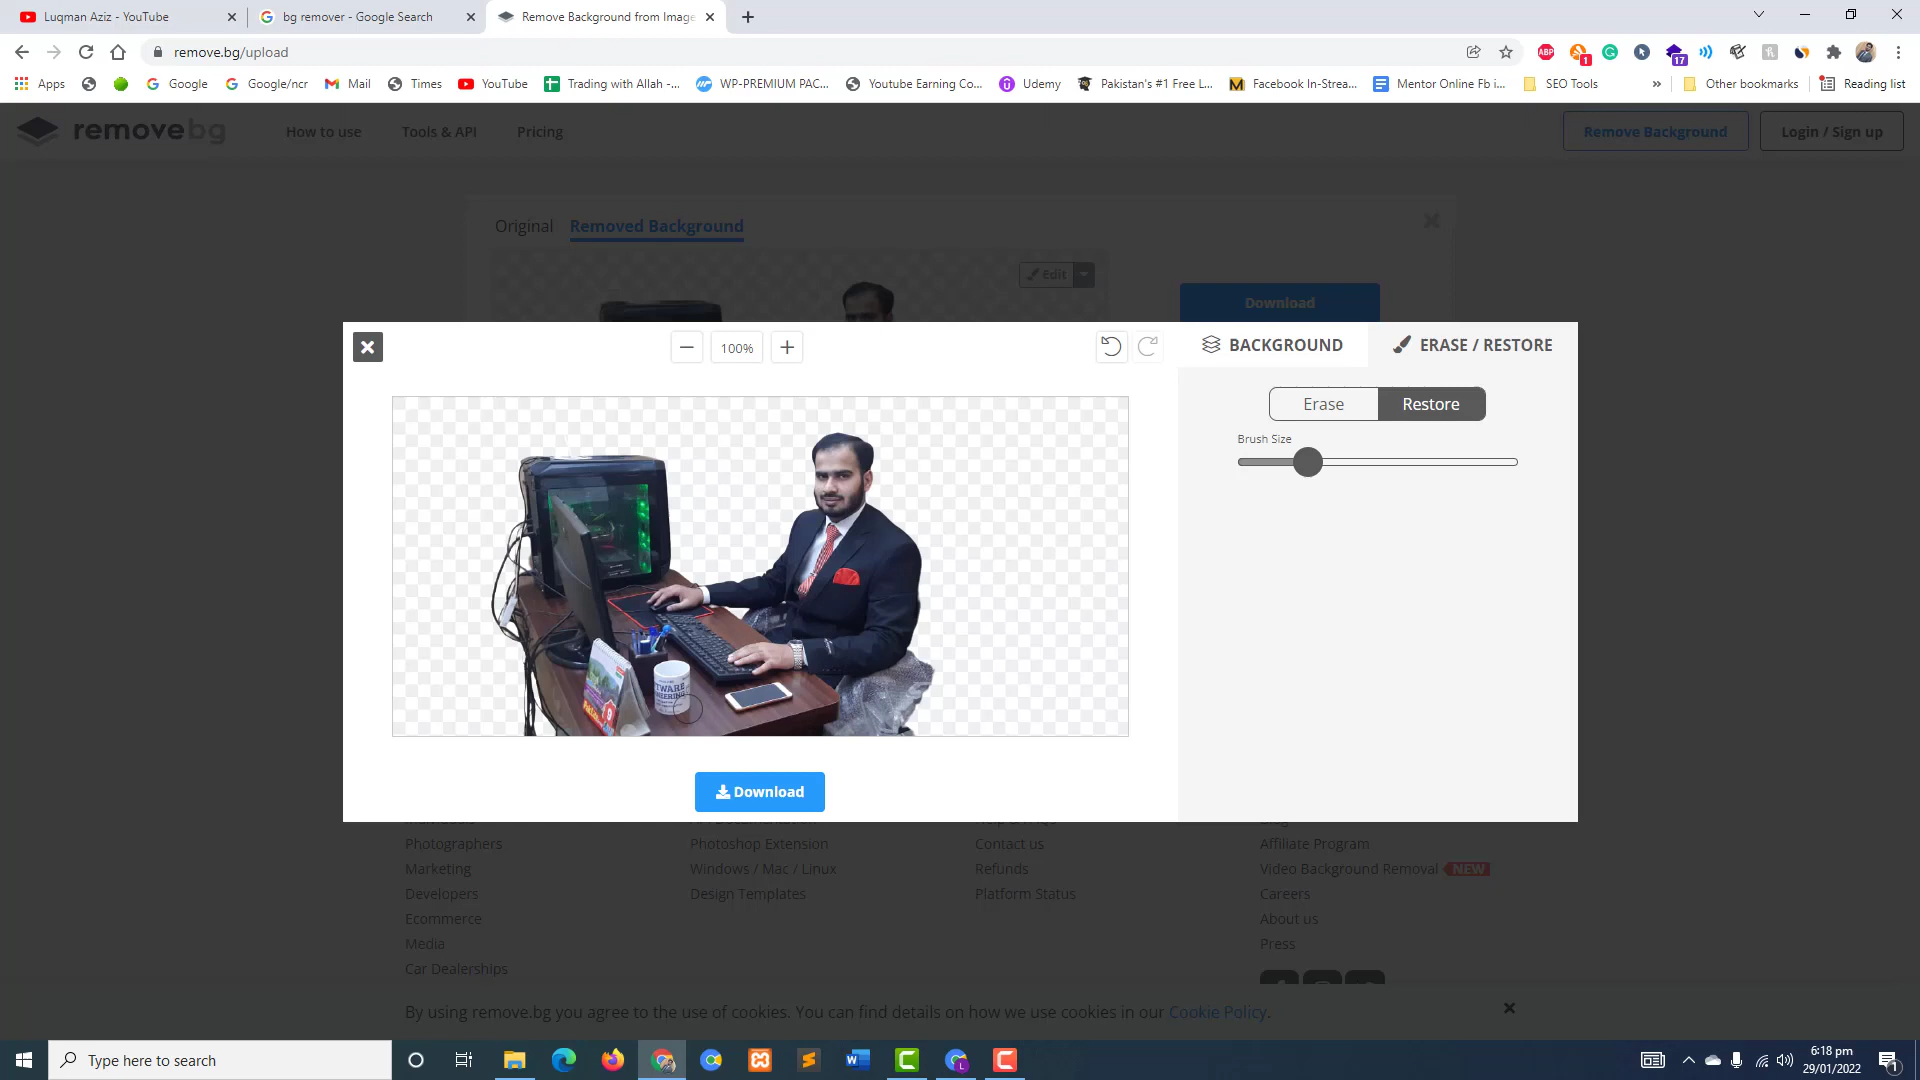 Luqman Aziz - YouTube
bg remover - Google Search
Remove Background from Image
remove.bg/upload
1
17
Apps
Google
Google/ncr
Mail
Times
YouTube
Trading with Allah -...
WP-PREMIUM PAC...
Youtube Earning Co...
Udemy
Pakistan's #1 Free L...
Facebook In-Stream...
Mentor Online Fb i...
SEO Tools
»
Other bookmarks
Reading list
removebg
How to use
Tools & API
Pricing
Remove Background
Login / Sign up
Original
Removed Background
Edit
Download
100%
BACKGROUND
ERASE / RESTORE
Erase
Restore
Brush Size
Download
Photographers
Photoshop Extension
Contact us
Affiliate Program
Marketing
Windows / Mac / Linux
Refunds
Video Background Removal NEW
Developers
Design Templates
Platform Status
Careers
Ecommerce
About us
Media
Press
Car Dealerships
By using remove.bg you agree to the use of cookies. You can find details on how we use cookies in our Cookie Policy.
Type here to search
6:18 pm
29/01/2022
1